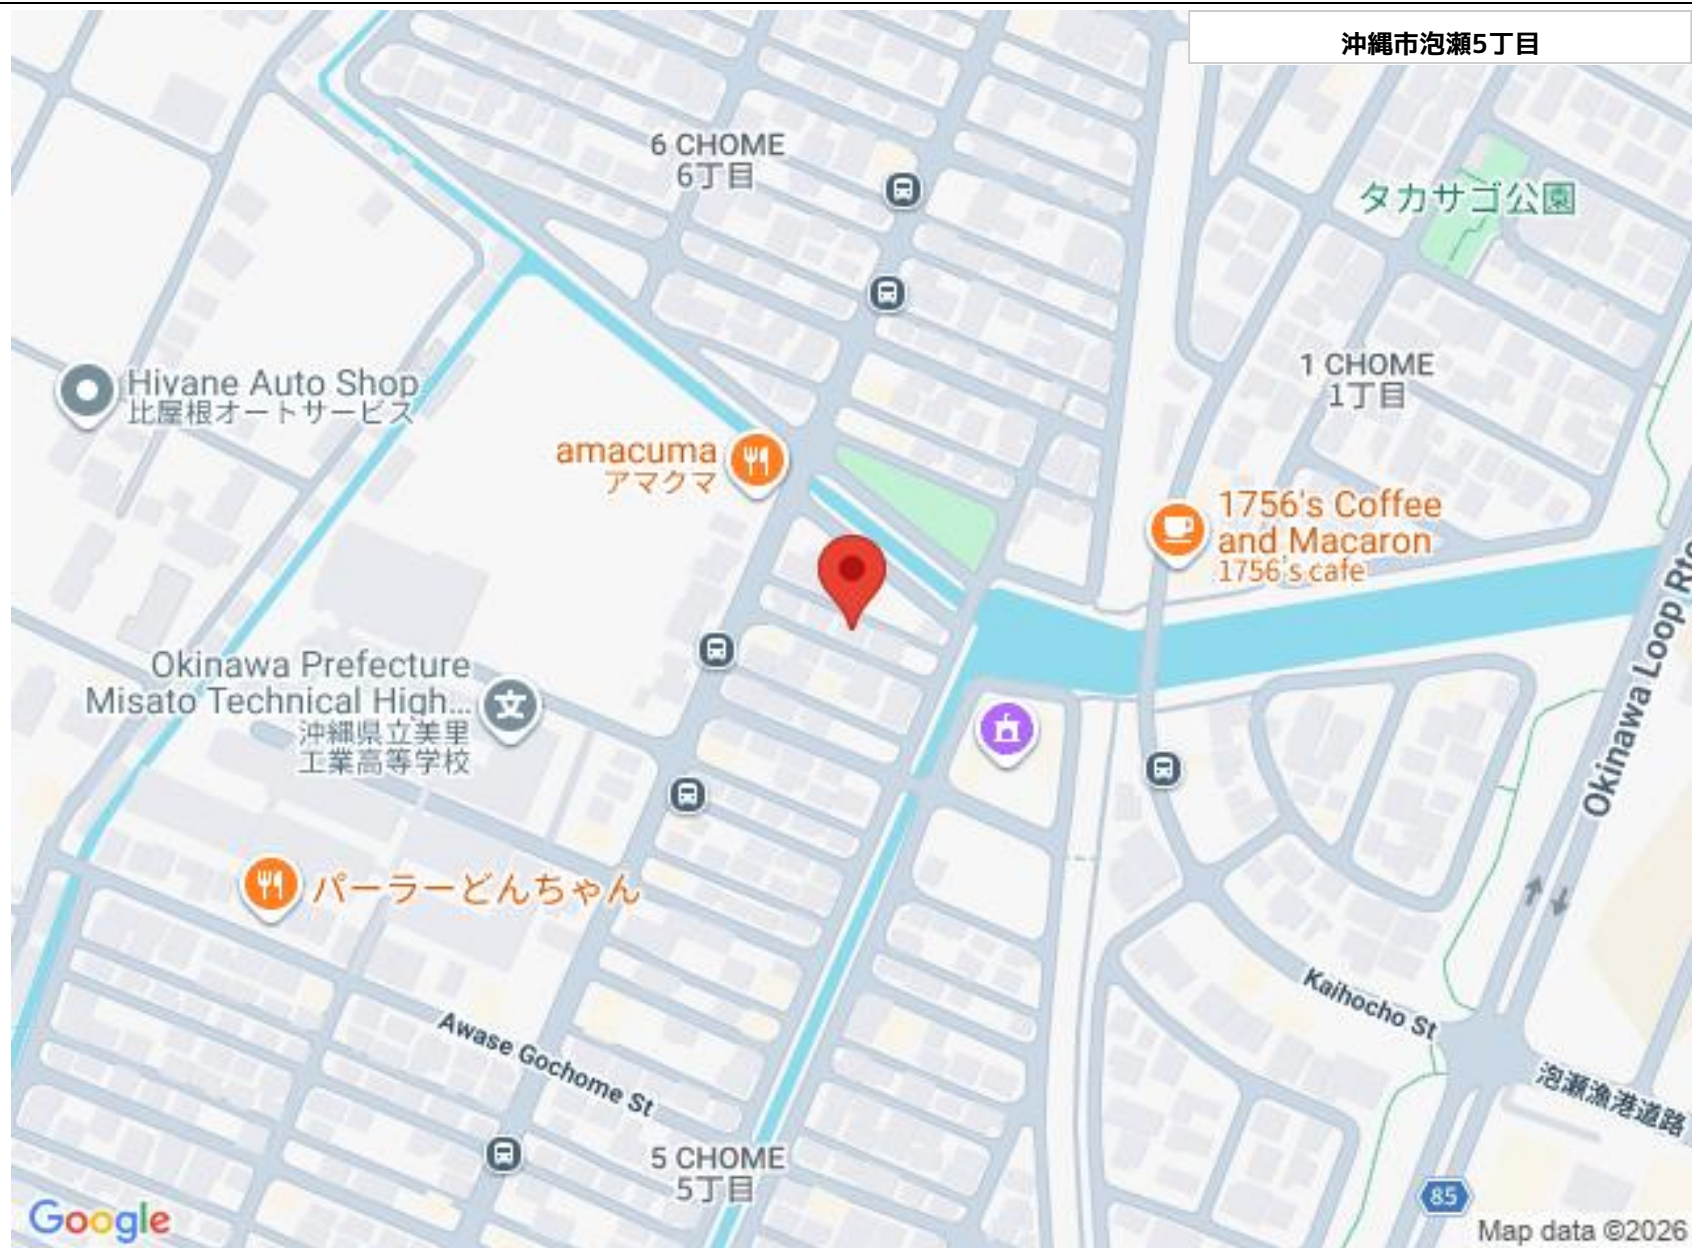 沖縄市泡瀬5丁目
6 CHOME
6丁目
タカサゴ公園
1 CHOME
1丁目
Hivane Auto Shop
比屋根オートサービス
amacuma
アマクマ
1756's Coffee
and Macaron
1756's cafe
Okinawa Loop Rte
Okinawa Prefecture
Misato Technical High...
沖縄県立美里
工業高等学校
文
パーラーどんちゃん
Kaihocho St
Awase Gochome St
泡瀬漁港道路
5 CHOME
5丁目
85
Google
Map data ©2026